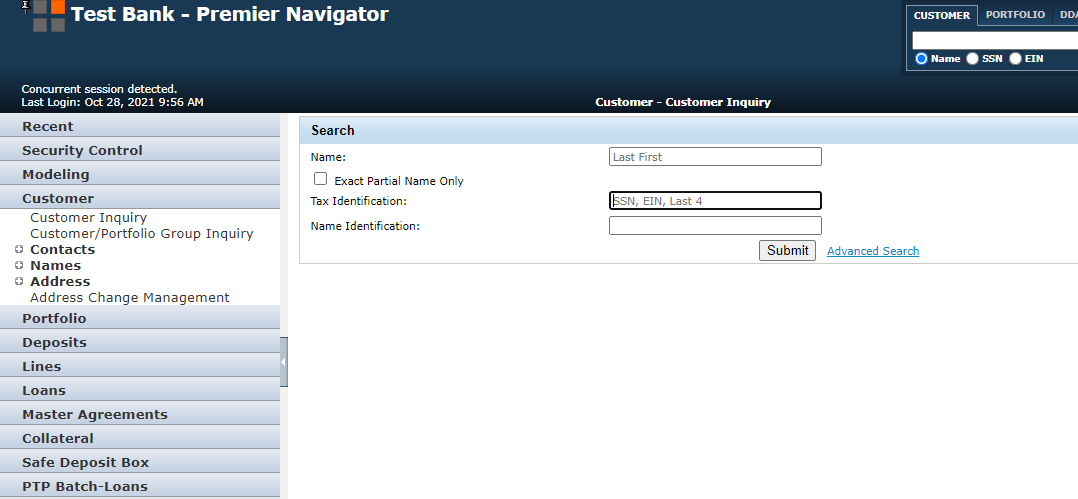 Test Bank - Premier Navigator
CUSTOMER PORTFOLIO DDA
Name SSN EIN
Concurrent session detected.
Last Login: Oct 28, 2021 9:56 AM
Customer - Customer Inquiry
Recent
Security Control
Modeling
Customer
Customer Inquiry
Customer/Portfolio Group Inquiry
Contacts
Names
Address
Address Change Management
Portfolio
Deposits
Lines
Loans
Master Agreements
Collateral
Safe Deposit Box
PTP Batch-Loans
Search
Name: Last First
Exact Partial Name Only
Tax Identification: SSN, EIN, Last 4
Name Identification:
Submit Advanced Search